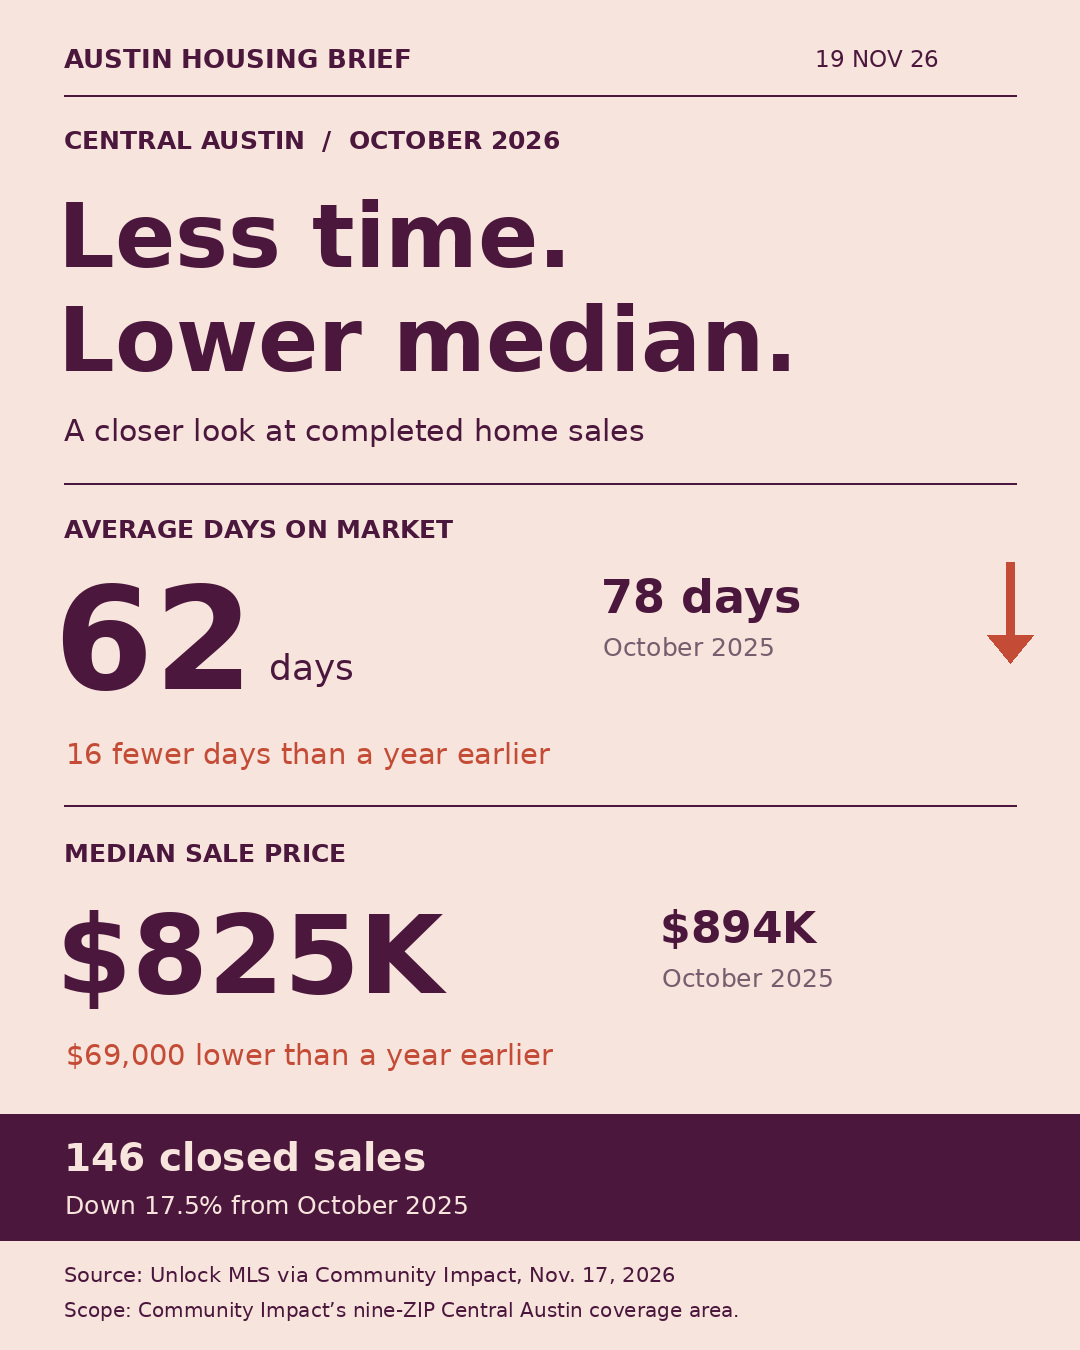 AUSTIN HOUSING BRIEF
19 NOV 26
CENTRAL AUSTIN / OCTOBER 2026
Less time.
Lower median.
A closer look at completed home sales
AVERAGE DAYS ON MARKET
62 days
78 days
October 2025
16 fewer days than a year earlier
MEDIAN SALE PRICE
$825K
$894K
October 2025
$69,000 lower than a year earlier
146 closed sales
Down 17.5% from October 2025
Source: Unlock MLS via Community Impact, Nov. 17, 2026
Scope: Community Impact’s nine-ZIP Central Austin coverage area.